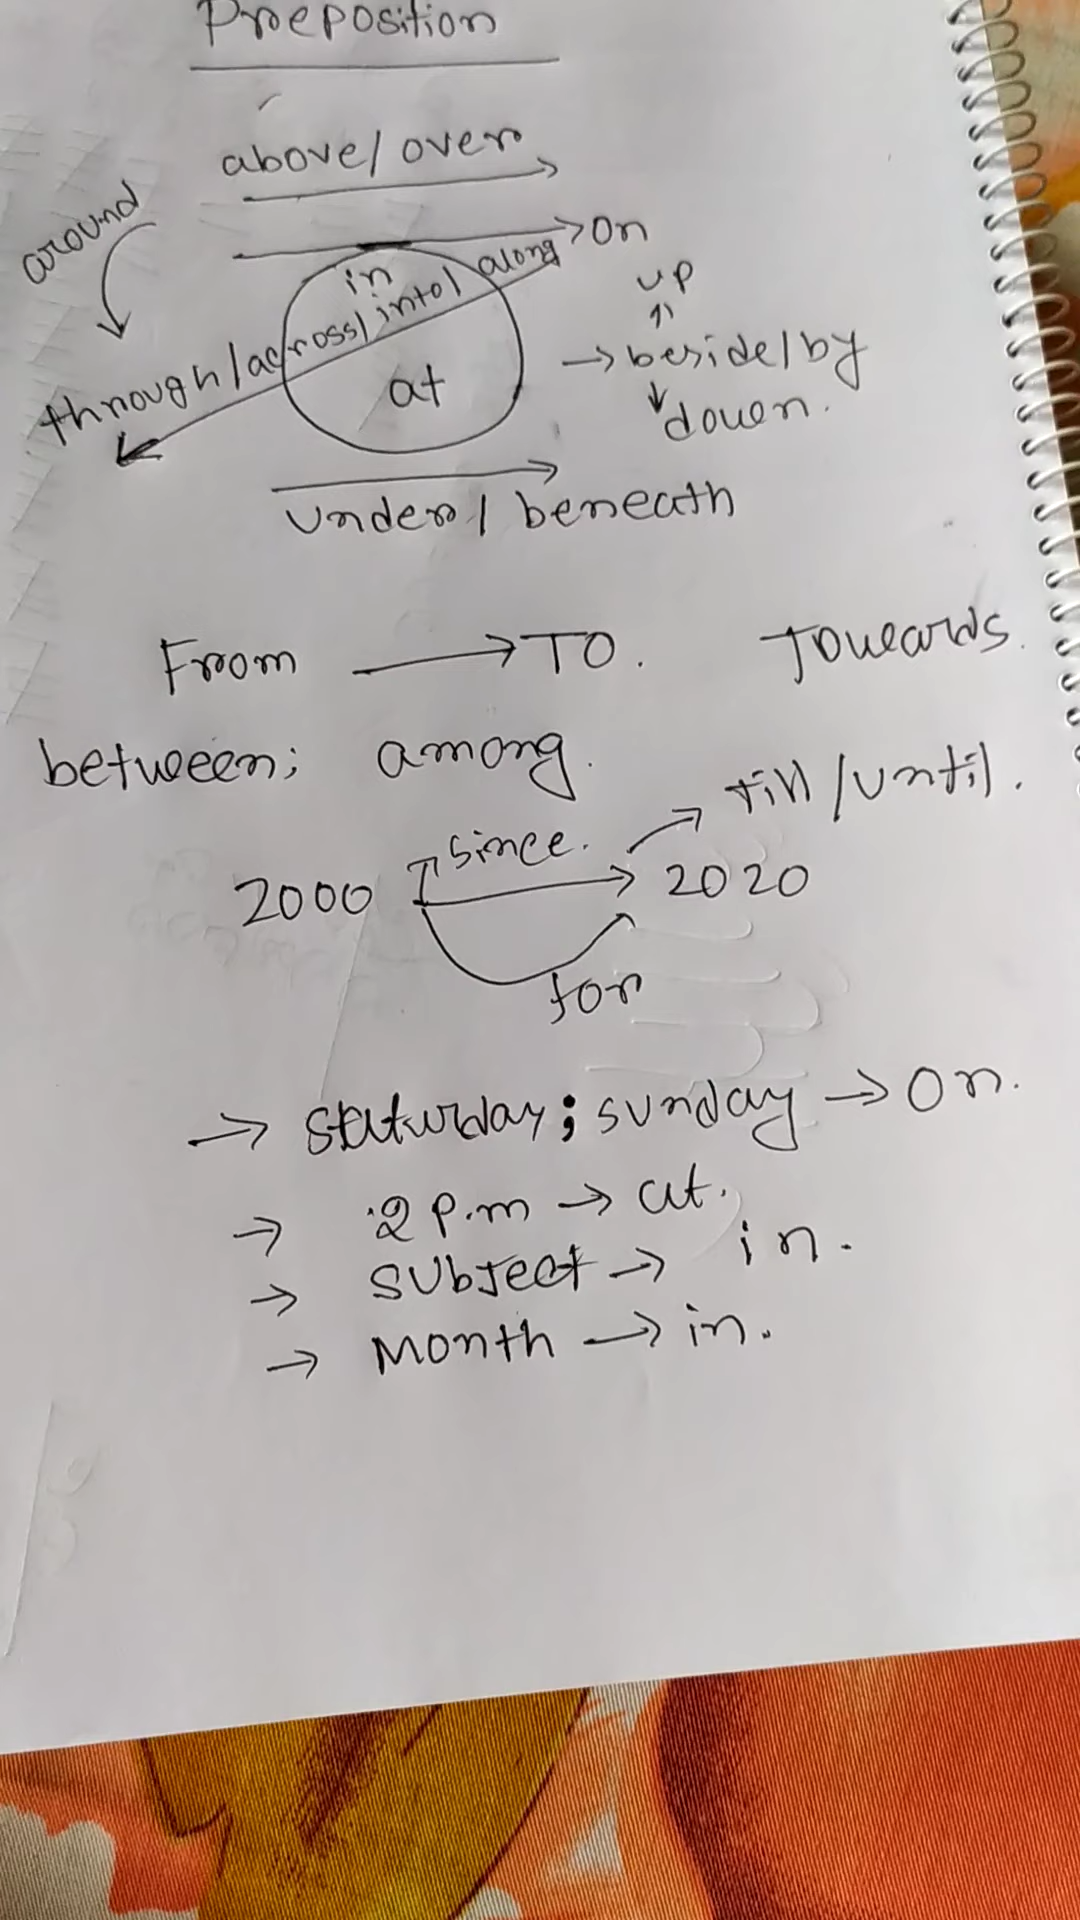 Preposition
above/ over
around
on
in
through/across/into/ along
at
up
→ beside/by
down.
under/ beneath
From → TO. Towards.
between; among.
till/until.
since.
2000 → 2020
for
→ Saturday; sunday → on.
→ 2 p.m → at.
→ Subject → in.
→ Month → in.